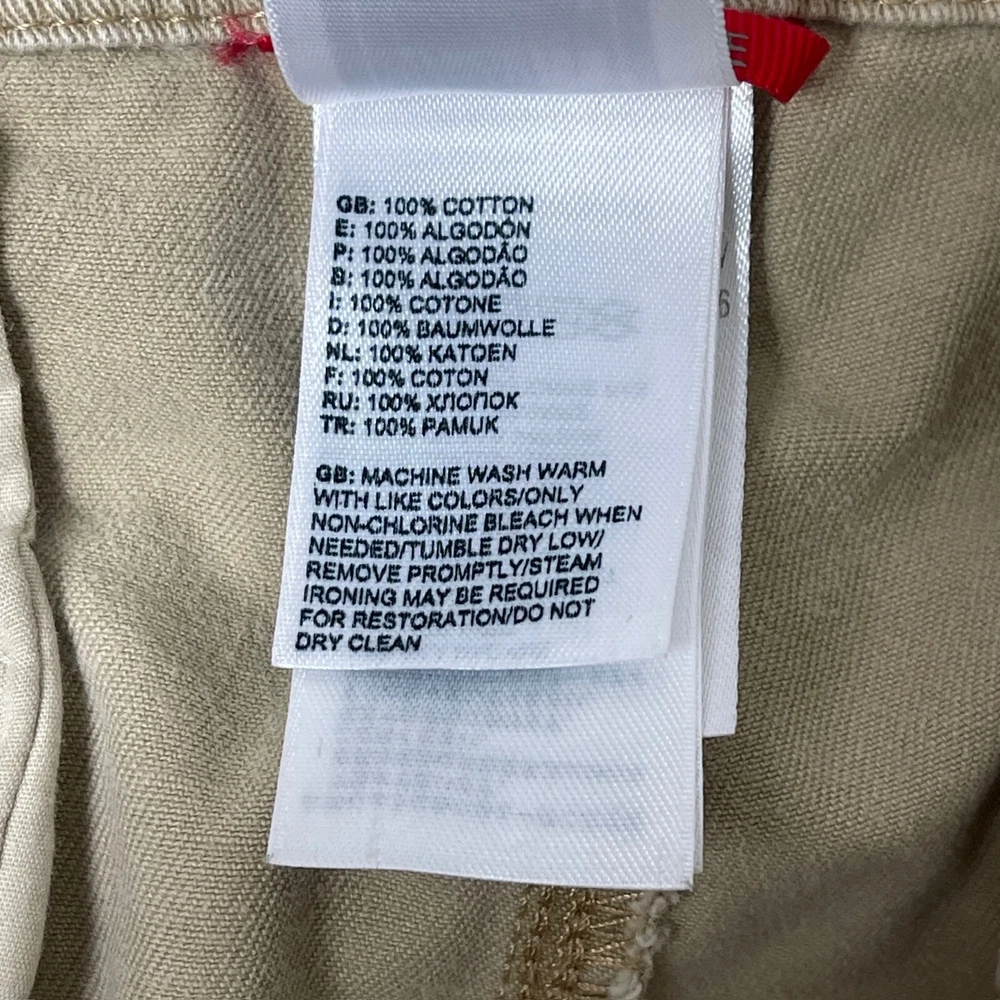 GB: 100% COTTON
E: 100% ALGODÓN
P: 100% ALGODÃO
B: 100% ALGODÃO
I: 100% COTONE
D: 100% BAUMWOLLE
NL: 100% KATOEN
F: 100% COTON
RU: 100% ХЛОПОК
TR: 100% PAMUK
GB: MACHINE WASH WARM
WITH LIKE COLORS/ONLY
NON-CHLORINE BLEACH WHEN
NEEDED/TUMBLE DRY LOW/
REMOVE PROMPTLY/STEAM
IRONING MAY BE REQUIRED
FOR RESTORATION/DO NOT
DRY CLEAN
6